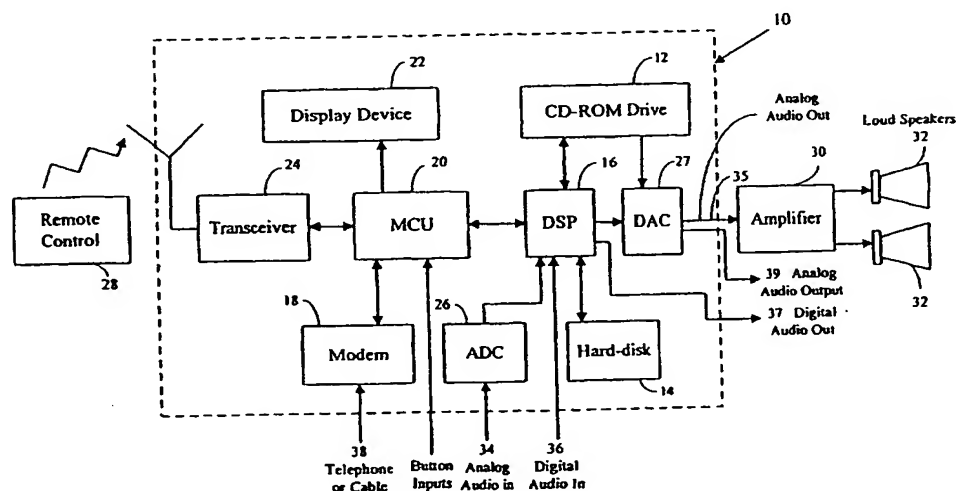 10
22
Display Device
12
CD-ROM Drive
Analog
Audio Out
Loud Speakers
32
24
Transceiver
20
MCU
16
DSP
27
DAC
35
30
Amplifier
Remote
Control
28
32
39 Analog
Audio Output
37 Digital
Audio Out
18
Modem
26
ADC
Hard-disk
14
38
Telephone
or Cable
Button
Inputs
34
Analog
Audio in
36
Digital
Audio In